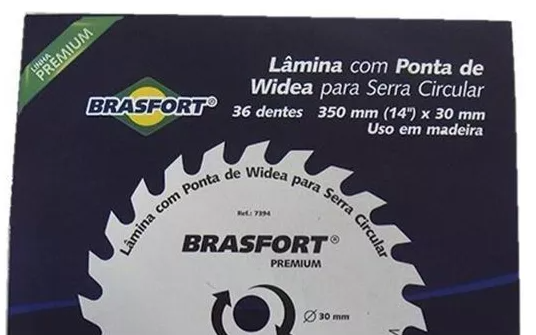 LINHA
PREMIUM
BRASFORT®
Lâmina com Ponta de
Widea para Serra Circular
36 dentes 350 mm (14") x 30 mm
Uso em madeira
Lâmina com Ponta de Widea para Serra Circular
Ref.: 7394
BRASFORT®
PREMIUM
Ø 30 mm